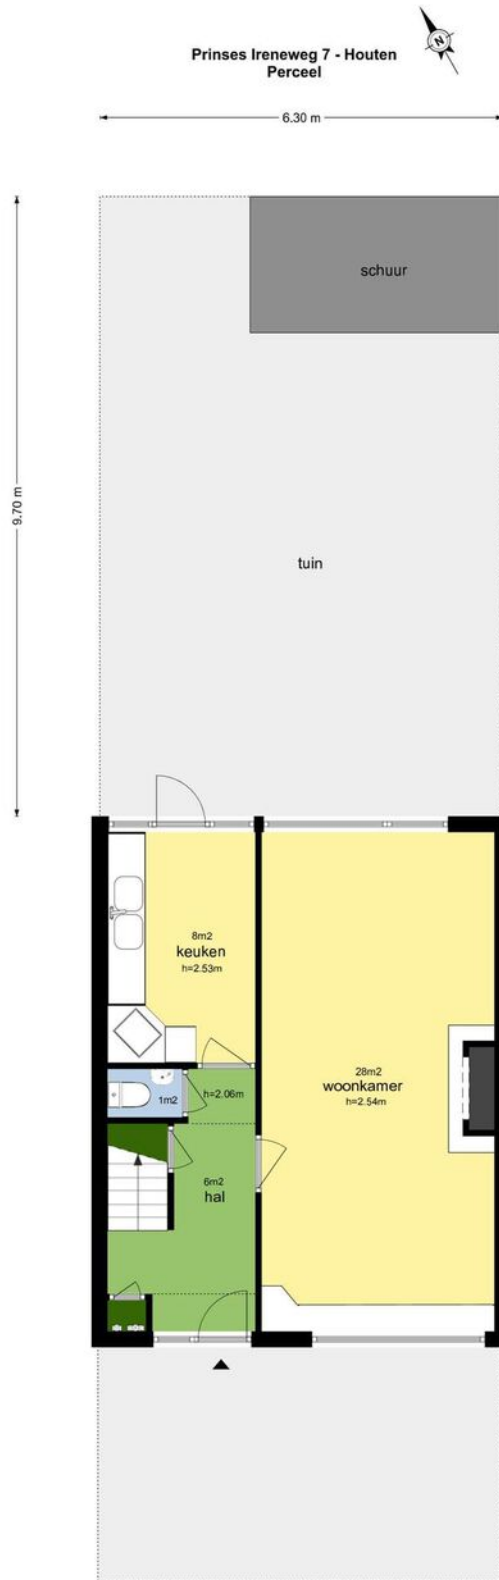 Prinses Ireneweg 7 - Houten
Perceel
N
6.30 m
schuur
9.70 m
tuin
8m2
keuken
h=2.53m
28m2
woonkamer
h=2.54m
1m2
h=2.06m
6m2
hal